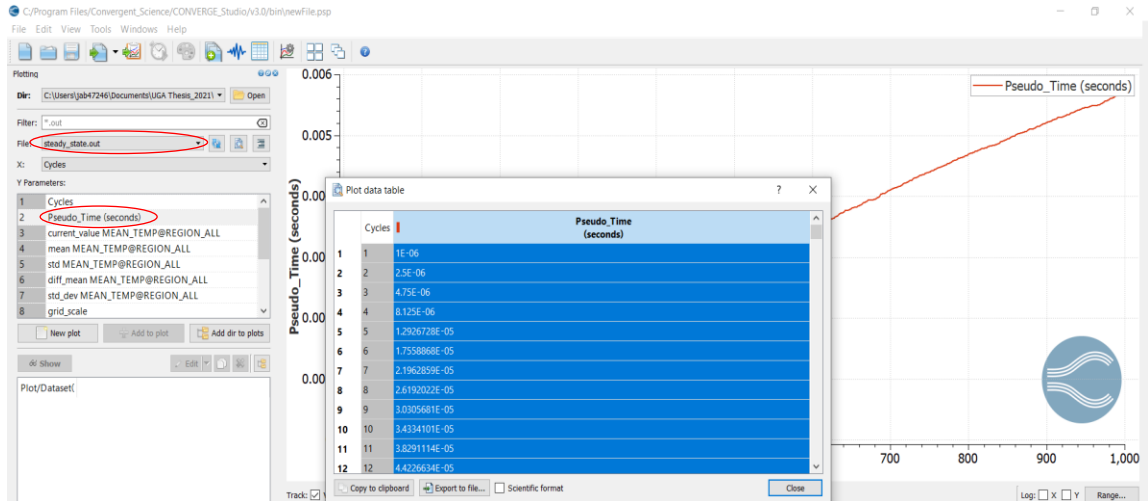 C:/Program Files/Convergent_Science/CONVERGE_Studio/v3.0/bin\newFile.psp
File Edit View Tools Windows Help
Plotting
Dir: C:\Users\jab47246\Documents\UGA Thesis_2021\ Open
Filter: *.out
File: steady_state.out
X: Cycles
Y Parameters:
1 Cycles
2 Pseudo_Time (seconds)
3 current_value MEAN_TEMP@REGION_ALL
4 mean MEAN_TEMP@REGION_ALL
5 std MEAN_TEMP@REGION_ALL
6 diff_mean MEAN_TEMP@REGION_ALL
7 std_dev MEAN_TEMP@REGION_ALL
8 grid_scale
New plot Add to plot Add dir to plots
Show Edit
Plot/Dataset(
Pseudo_Time (seconds)
0.006
0.005
0.00
0.00
0.00
0.00
Pseudo_Time (seconds)
Plot data table ? X
Cycles Pseudo_Time
(seconds)
1 1 1E-06
2 2 2.5E-06
3 3 4.75E-06
4 4 8.125E-06
5 5 1.2926728E-05
6 6 1.7558868E-05
7 7 2.1962859E-05
8 8 2.6192022E-05
9 9 3.0305681E-05
10 10 3.4334101E-05
11 11 3.8291114E-05
12 12 4.4226634E-05
Copy to clipboard Export to file... Scientific format Close
700 800 900 1,000
Track:
Log: X Y Range...